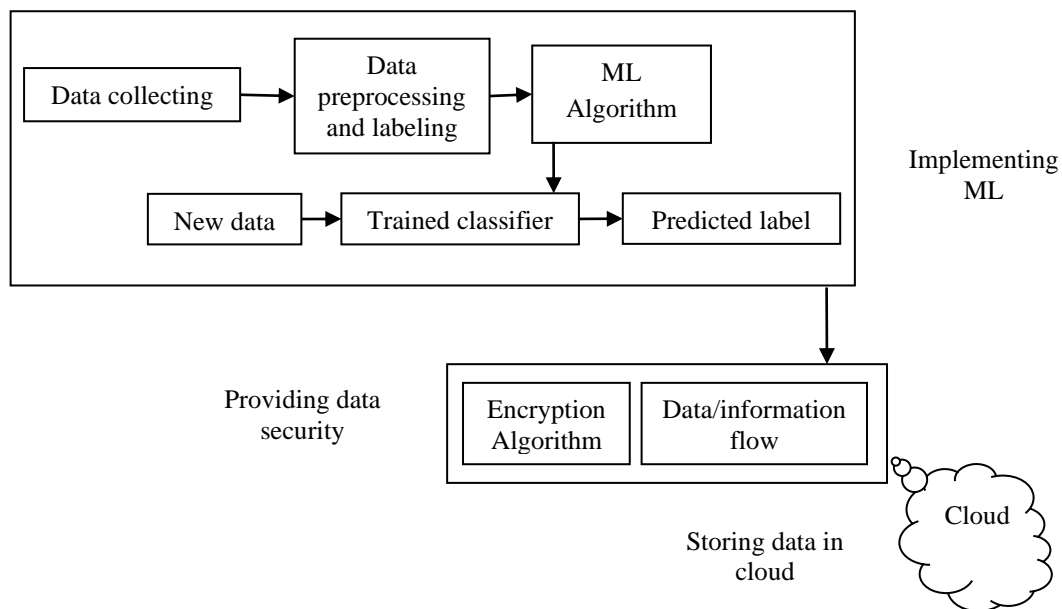 Data collecting
Data
preprocessing
and labeling
ML
Algorithm
Implementing
ML
New data
Trained classifier
Predicted label
Providing data
security
Encryption
Algorithm
Data/information
flow
Cloud
Storing data in
cloud